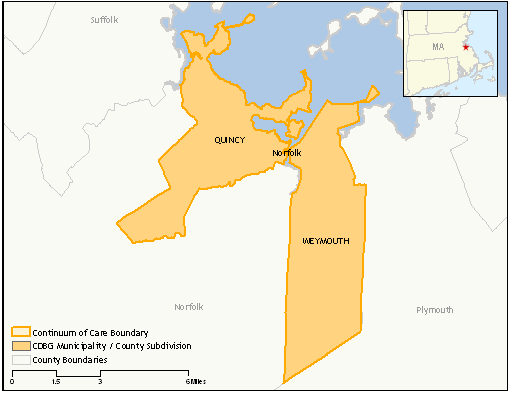 Suffolk
MA
QUINCY
Norfolk
WEYMOUTH
Norfolk
Plymouth
Continuum of Care Boundary
CDBG Municipality / County Subdivision
County Boundaries
0 1.5 3 6 Miles